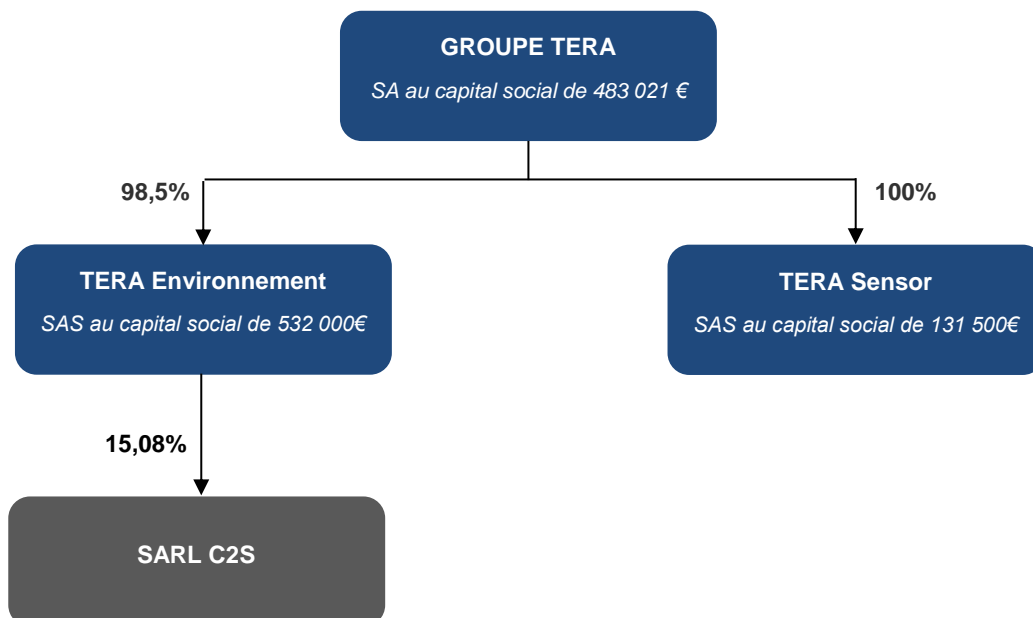 GROUPE TERA
SA au capital social de 483 021 €
98,5%
100%
TERA Environnement
SAS au capital social de 532 000€
TERA Sensor
SAS au capital social de 131 500€
15,08%
SARL C2S